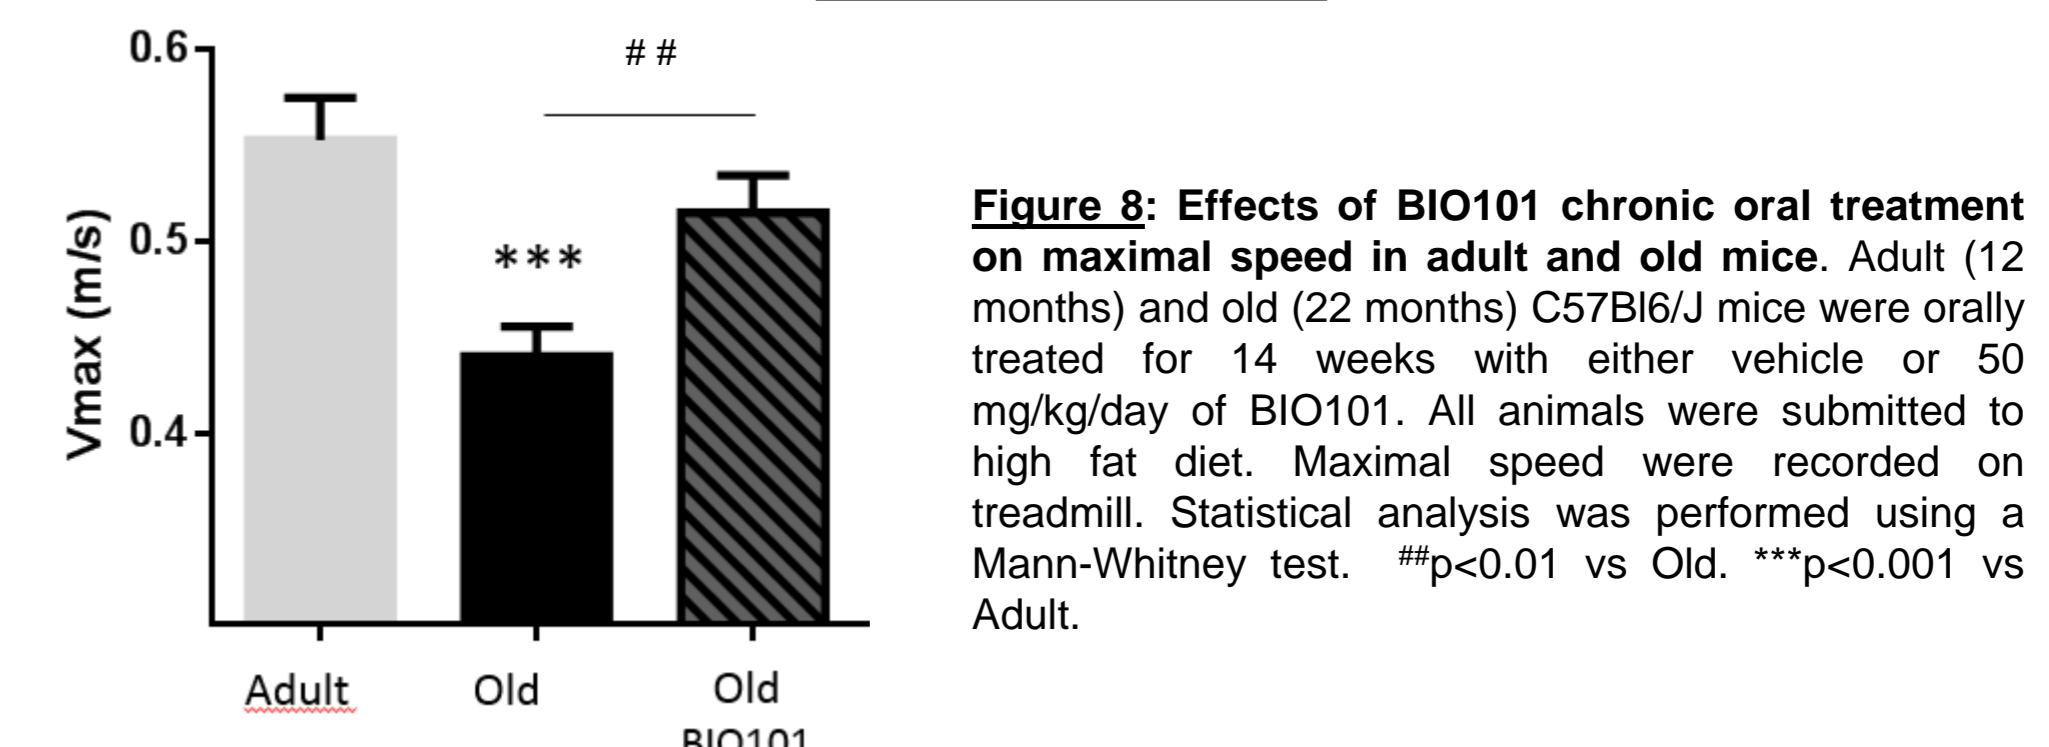 0.6
# #
0.5
***
0.4
Vmax (m/s)
Adult
Old
Old
BIO101
Figure 8: Effects of BIO101 chronic oral treatment
on maximal speed in adult and old mice. Adult (12
months) and old (22 months) C57Bl6/J mice were orally
treated for 14 weeks with either vehicle or 50
mg/kg/day of BIO101. All animals were submitted to
high fat diet. Maximal speed were recorded on
treadmill. Statistical analysis was performed using a
Mann-Whitney test. ##p<0.01 vs Old. ***p<0.001 vs
Adult.